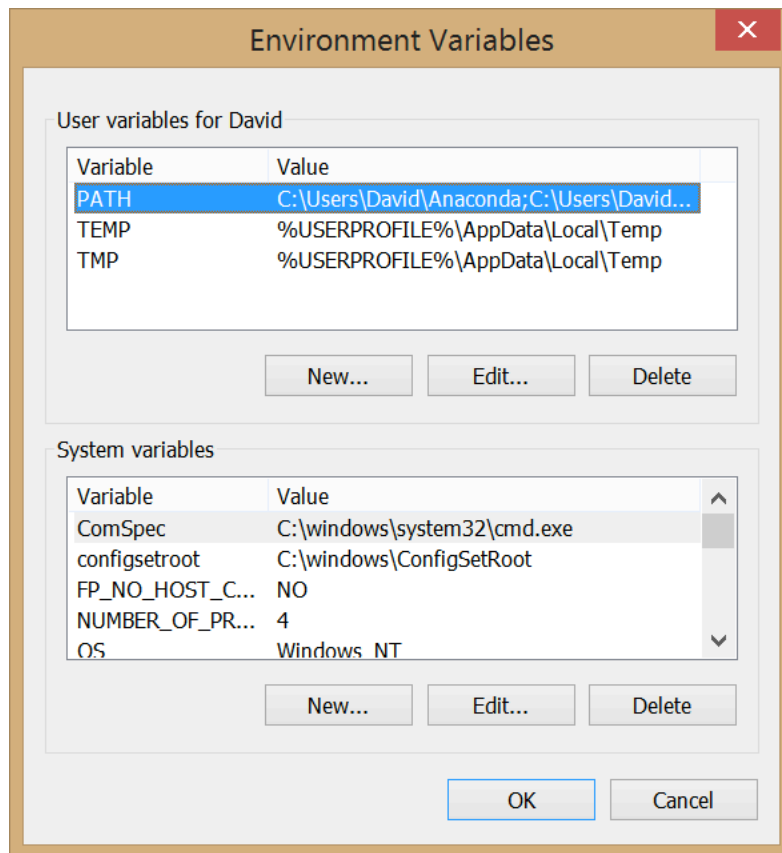 Environment Variables
User variables for David
Variable Value
PATH C:\Users\David\Anaconda;C:\Users\David...
TEMP %USERPROFILE%\AppData\Local\Temp
TMP %USERPROFILE%\AppData\Local\Temp
New... Edit... Delete
System variables
Variable Value
ComSpec C:\windows\system32\cmd.exe
configsetroot C:\windows\ConfigSetRoot
FP_NO_HOST_C... NO
NUMBER_OF_PR... 4
OS Windows_NT
New... Edit... Delete
OK Cancel